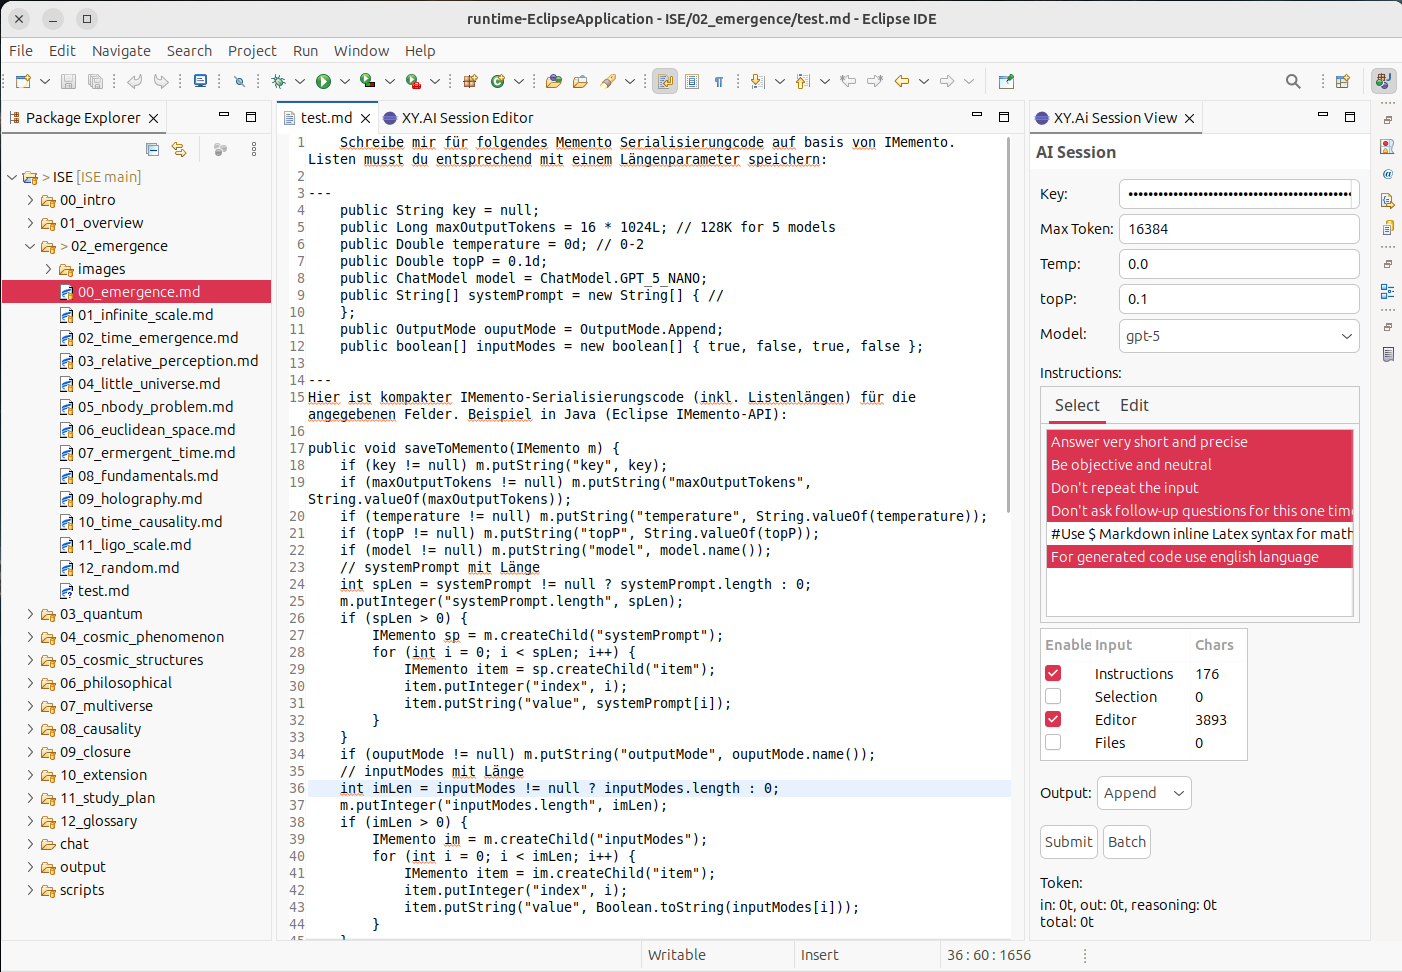 runtime-EclipseApplication - ISE/02_emergence/test.md - Eclipse IDE
File Edit Navigate Search Project Run Window Help
Package Explorer
> ISE [ISE main]
00_intro
01_overview
> 02_emergence
images
00_emergence.md
01_infinite_scale.md
02_time_emergence.md
03_relative_perception.md
04_little_universe.md
05_nbody_problem.md
06_euclidean_space.md
07_ermergent_time.md
08_fundamentals.md
09_holography.md
10_time_causality.md
11_ligo_scale.md
12_random.md
test.md
03_quantum
04_cosmic_phenomenon
05_cosmic_structures
06_philosophical
07_multiverse
08_causality
09_closure
10_extension
11_study_plan
12_glossary
chat
output
scripts
test.md XY.AI Session Editor
1 Schreibe mir für folgendes Memento Serialisierungcode auf basis von IMemento.
Listen musst du entsprechend mit einem Längenparameter speichern:
2
3 ---
4 public String key = null;
5 public Long maxOutputTokens = 16 * 1024L; // 128K for 5 models
6 public Double temperature = 0d; // 0-2
7 public Double topP = 0.1d;
8 public ChatModel model = ChatModel.GPT_5_NANO;
9 public String[] systemPrompt = new String[] { //
10 };
11 public OutputMode ouputMode = OutputMode.Append;
12 public boolean[] inputModes = new boolean[] { true, false, true, false };
13
14 ---
15 Hier ist kompakter IMemento-Serialisierungscode (inkl. Listenlängen) für die
angegebenen Felder. Beispiel in Java (Eclipse IMemento-API):
16
17 public void saveToMemento(IMemento m) {
18 if (key != null) m.putString("key", key);
19 if (maxOutputTokens != null) m.putString("maxOutputTokens",
String.valueOf(maxOutputTokens));
20 if (temperature != null) m.putString("temperature", String.valueOf(temperature));
21 if (topP != null) m.putString("topP", String.valueOf(topP));
22 if (model != null) m.putString("model", model.name());
23 // systemPrompt mit Länge
24 int spLen = systemPrompt != null ? systemPrompt.length : 0;
25 m.putInteger("systemPrompt.length", spLen);
26 if (spLen > 0) {
27 IMemento sp = m.createChild("systemPrompt");
28 for (int i = 0; i < spLen; i++) {
29 IMemento item = sp.createChild("item");
30 item.putInteger("index", i);
31 item.putString("value", systemPrompt[i]);
32 }
33 }
34 if (ouputMode != null) m.putString("outputMode", ouputMode.name());
35 // inputModes mit Länge
36 int imLen = inputModes != null ? inputModes.length : 0;
37 m.putInteger("inputModes.length", imLen);
38 if (imLen > 0) {
39 IMemento im = m.createChild("inputModes");
40 for (int i = 0; i < imLen; i++) {
41 IMemento item = im.createChild("item");
42 item.putInteger("index", i);
43 item.putString("value", Boolean.toString(inputModes[i]));
44 }
XY.Ai Session View
AI Session
Key: 
Max Token: 16384
Temp: 0.0
topP: 0.1
Model: gpt-5
Instructions:
Select Edit
Answer very short and precise
Be objective and neutral
Don't repeat the input
Don't ask follow-up questions for this one time
#Use $ Markdown inline Latex syntax for math
For generated code use english language
Enable Input Chars
Instructions 176
Selection 0
Editor 3893
Files 0
Output: Append
Submit Batch
Token:
in: 0t, out: 0t, reasoning: 0t
total: 0t
Writable Insert 36 : 60 : 1656